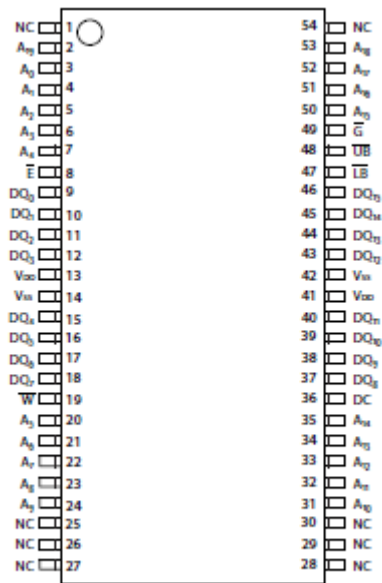 NC 1 54 NC
A19 2 53 A18
A0 3 52 A17
A1 4 51 A16
A2 5 50 A15
A3 6 49 G
A4 7 48 UB
E 8 47 LB
DQ0 9 46 DQ15
DQ1 10 45 DQ14
DQ2 11 44 DQ13
DQ3 12 43 DQ12
VDD 13 42 VSS
VSS 14 41 VDD
DQ4 15 40 DQ11
DQ5 16 39 DQ10
DQ6 17 38 DQ9
DQ7 18 37 DQ8
W 19 36 DC
A5 20 35 A14
A6 21 34 A13
A7 22 33 A12
A8 23 32 A11
A9 24 31 A10
NC 25 30 NC
NC 26 29 NC
NC 27 28 NC